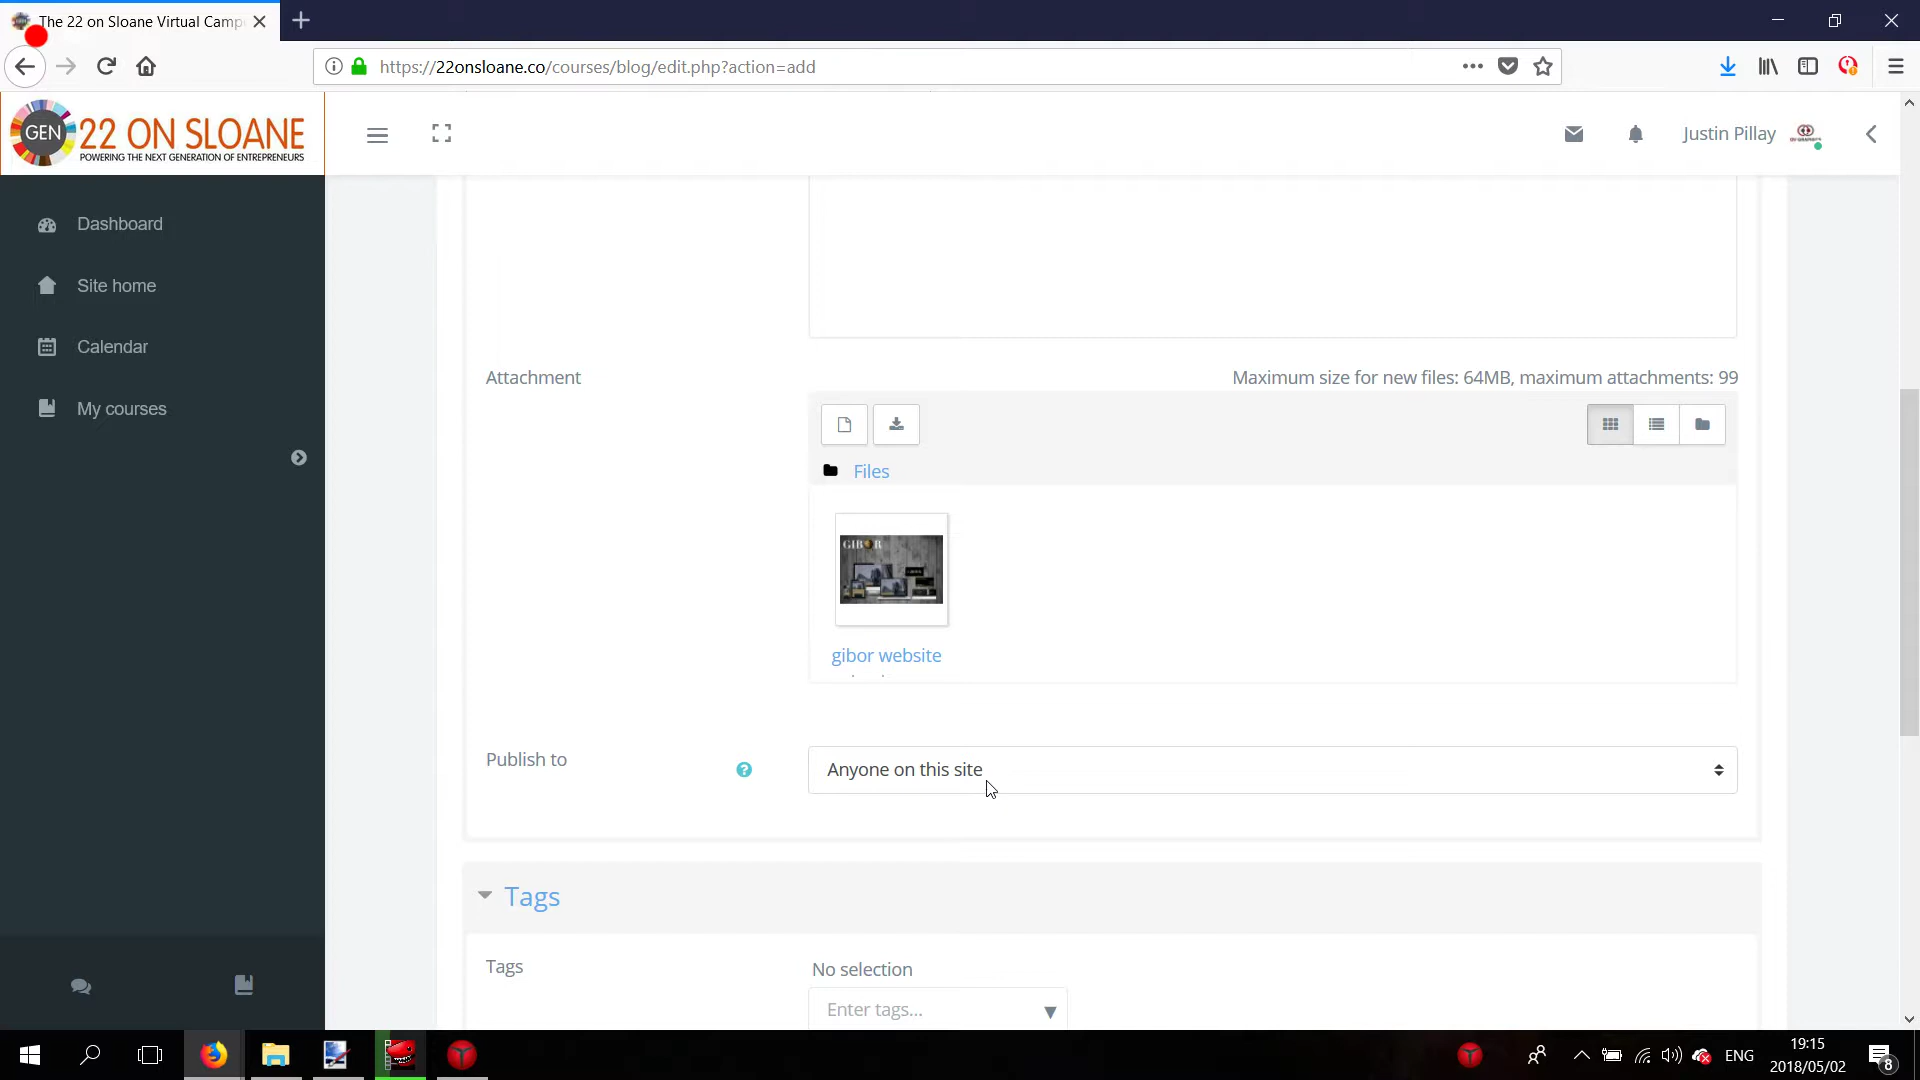 The 22 on Sloane Virtual Camp
https://22onsloane.co/courses/blog/edit.php?action=add
GEN 22 ON SLOANE
POWERING THE NEXT GENERATION OF ENTREPRENEURS
Justin Pillay
Dashboard
Site home
Calendar
My courses
Attachment
Maximum size for new files: 64MB, maximum attachments: 99
Files
GIBOR
gibor website
Publish to
?
Anyone on this site
Tags
Tags
No selection
Enter tags...
ENG
19:15
2018/05/02
8